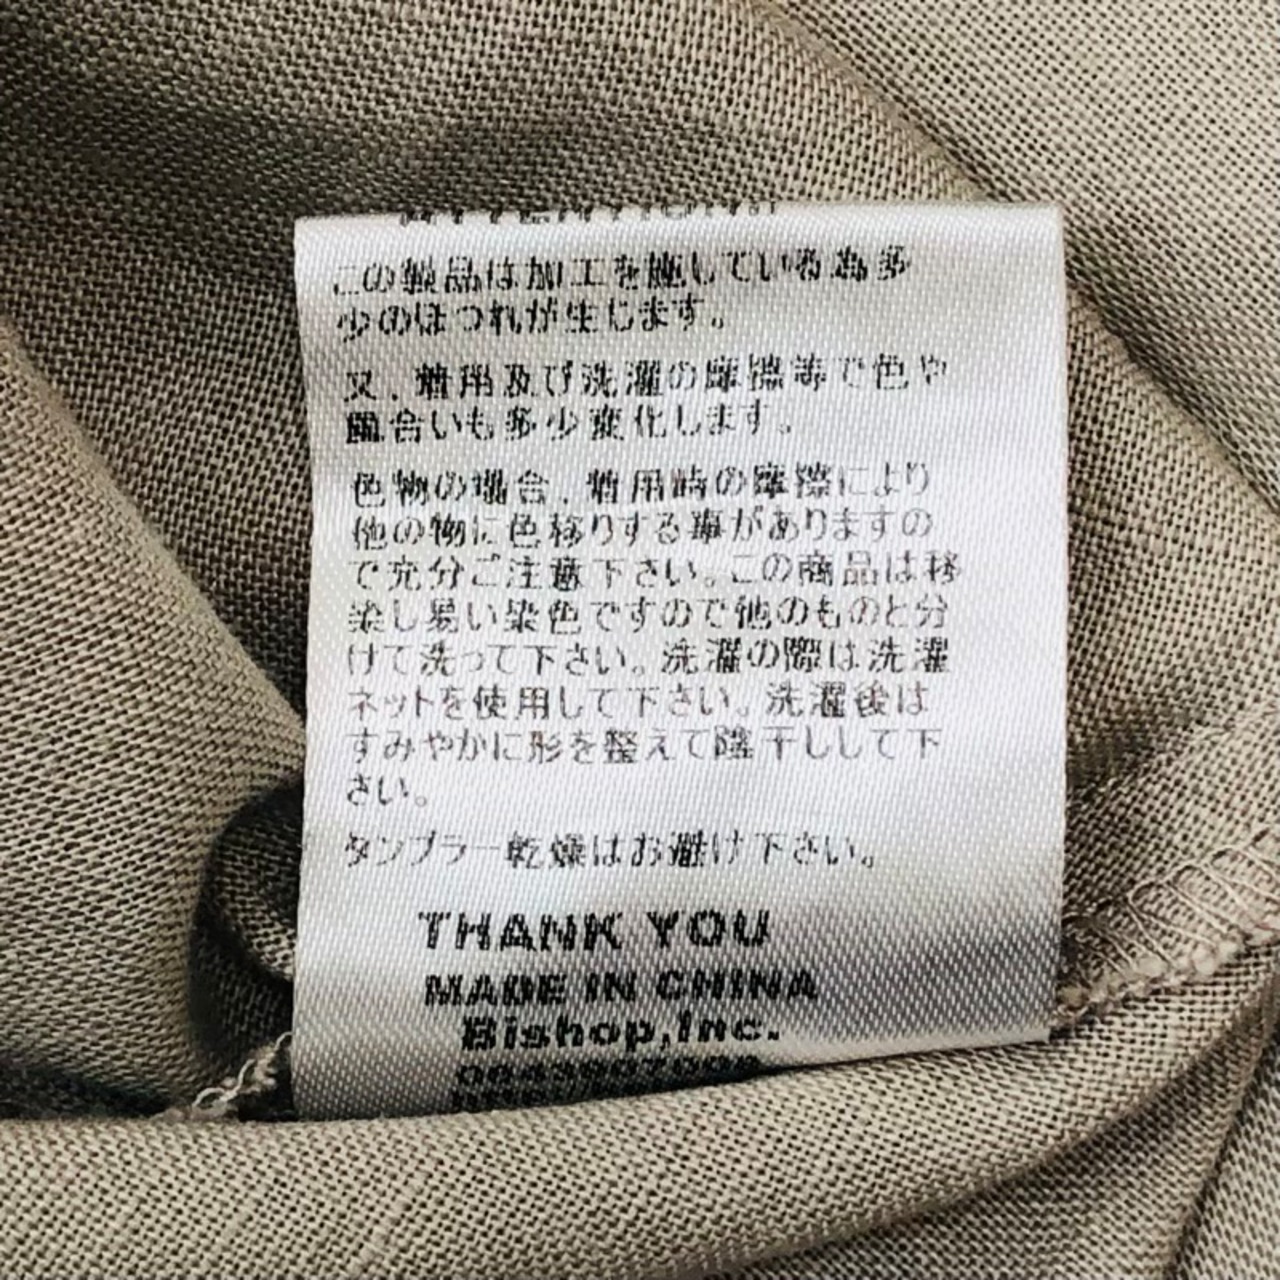 この製品は加工を施している為多
少のほつれが生じます。
又、着用及び洗濯の摩擦等で色や
風合いも多少変化します。
色物の場合、着用時の摩擦により
他の物に色移りする事がありますの
で充分ご注意下さい。この商品は移
染し易い染色ですので他のものと分
けて洗って下さい。洗濯の際は洗濯
ネットを使用して下さい。洗濯後は
すみやかに形を整えて陰干しして下
さい。
タンブラー乾燥はお避け下さい。
THANK YOU
MADE IN CHINA
Bishop,Inc.